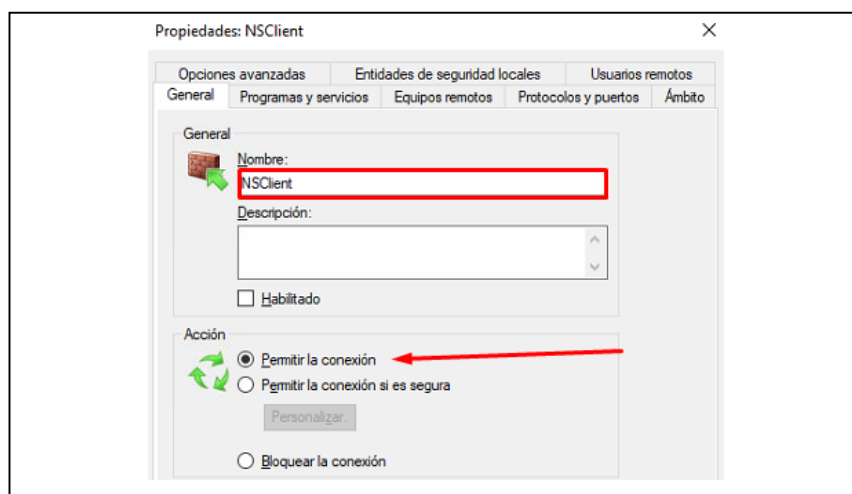 Propiedades: NSClient
Opciones avanzadas Entidades de seguridad locales Usuarios remotos
General Programas y servicios Equipos remotos Protocolos y puertos Ámbito
General
Nombre:
NSClient
Descripción:
Habilitado
Acción
Permitir la conexión
Permitir la conexión si es segura
Personalizar.
Bloquear la conexión